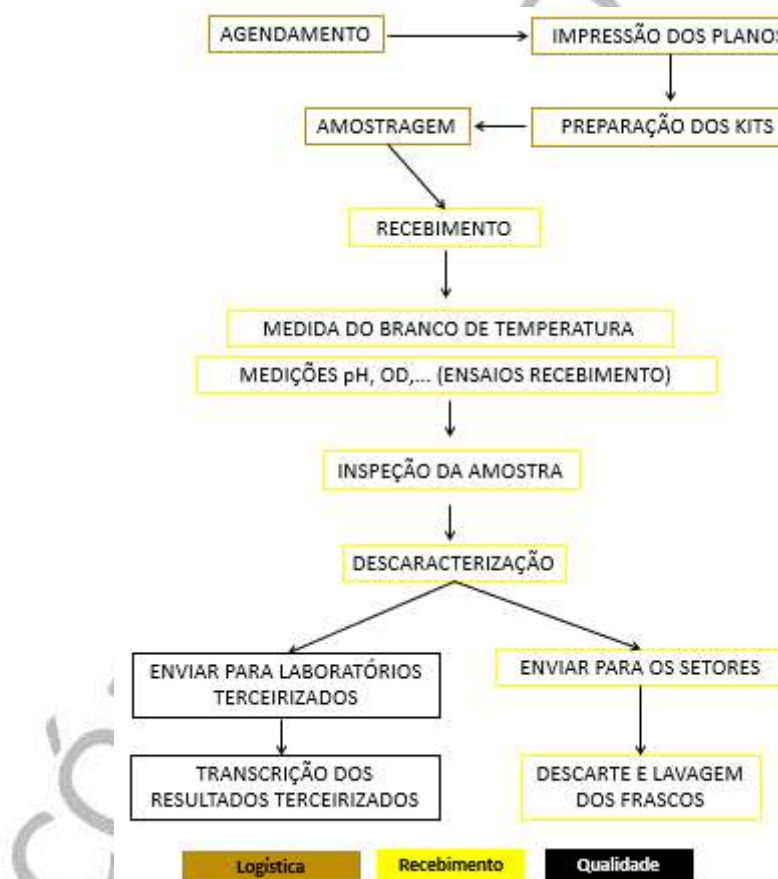 AGENDAMENTO
IMPRESSÃO DOS PLANOS
AMOSTRAGEM
PREPARAÇÃO DOS KITS
RECEBIMENTO
MEDIDA DO BRANCO DE TEMPERATURA
MEDIÇÕES pH, OD,... (ENSAIOS RECEBIMENTO)
INSPEÇÃO DA AMOSTRA
DESCARACTERIZAÇÃO
ENVIAR PARA LABORATÓRIOS
TERCEIRIZADOS
ENVIAR PARA OS SETORES
TRANSCRIÇÃO DOS
RESULTADOS TERCEIRIZADOS
DESCARTE E LAVAGEM
DOS FRASCOS
Logística
Recebimento
Qualidade